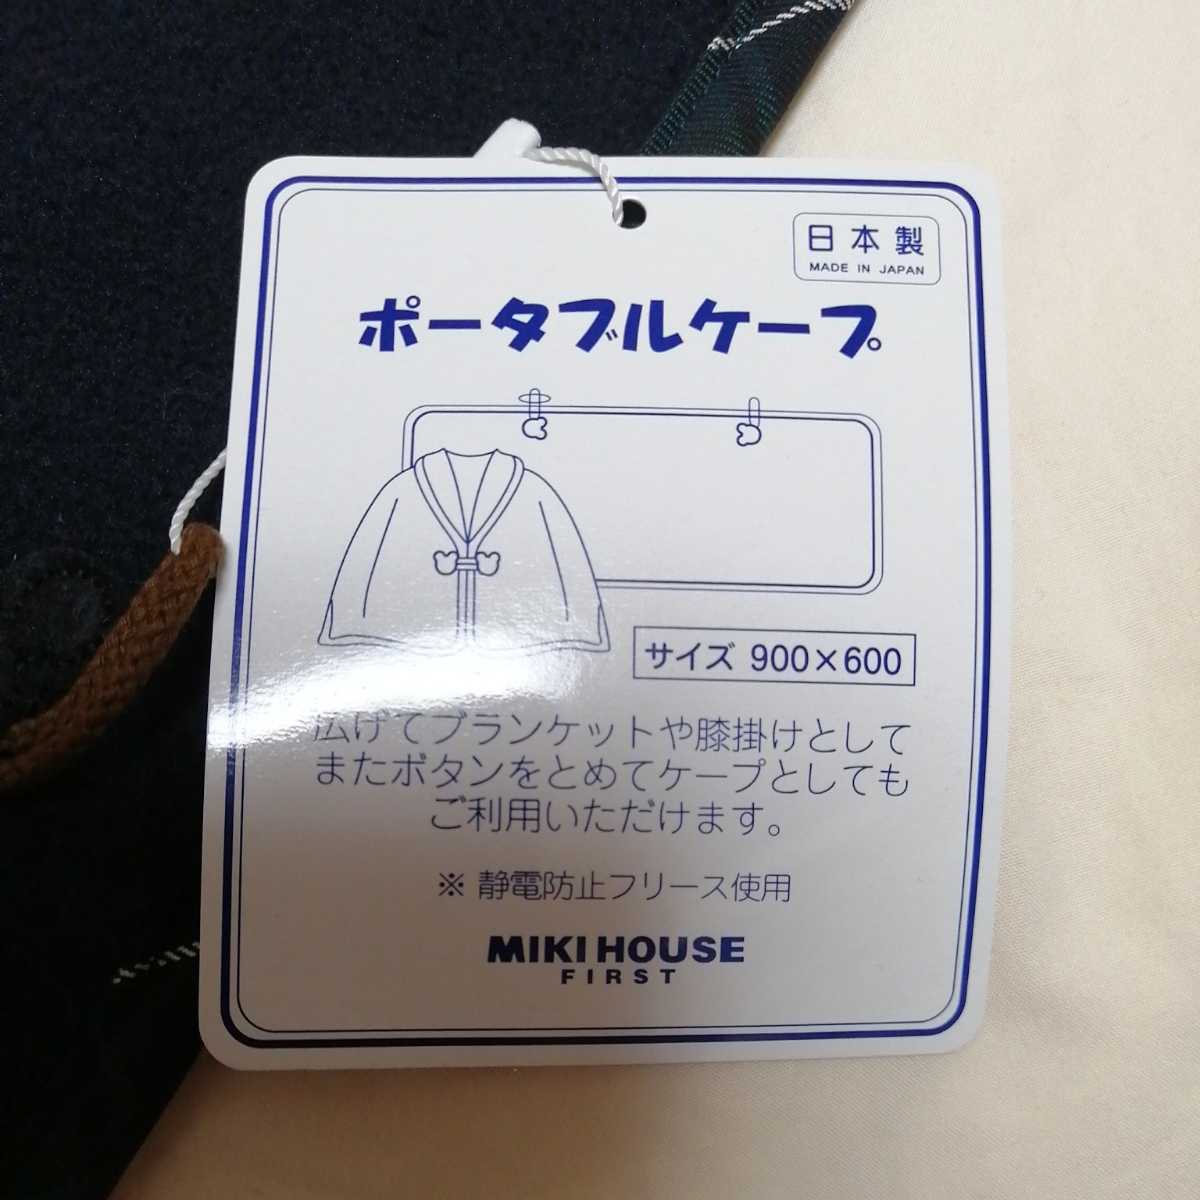 日本製
MADE IN JAPAN
ポータブルケープ
サイズ 900×600
広げてブランケットや膝掛けとして
またボタンをとめてケープとしても
ご利用いただけます。
※ 静電防止フリース使用
MIKI HOUSE
FIRST